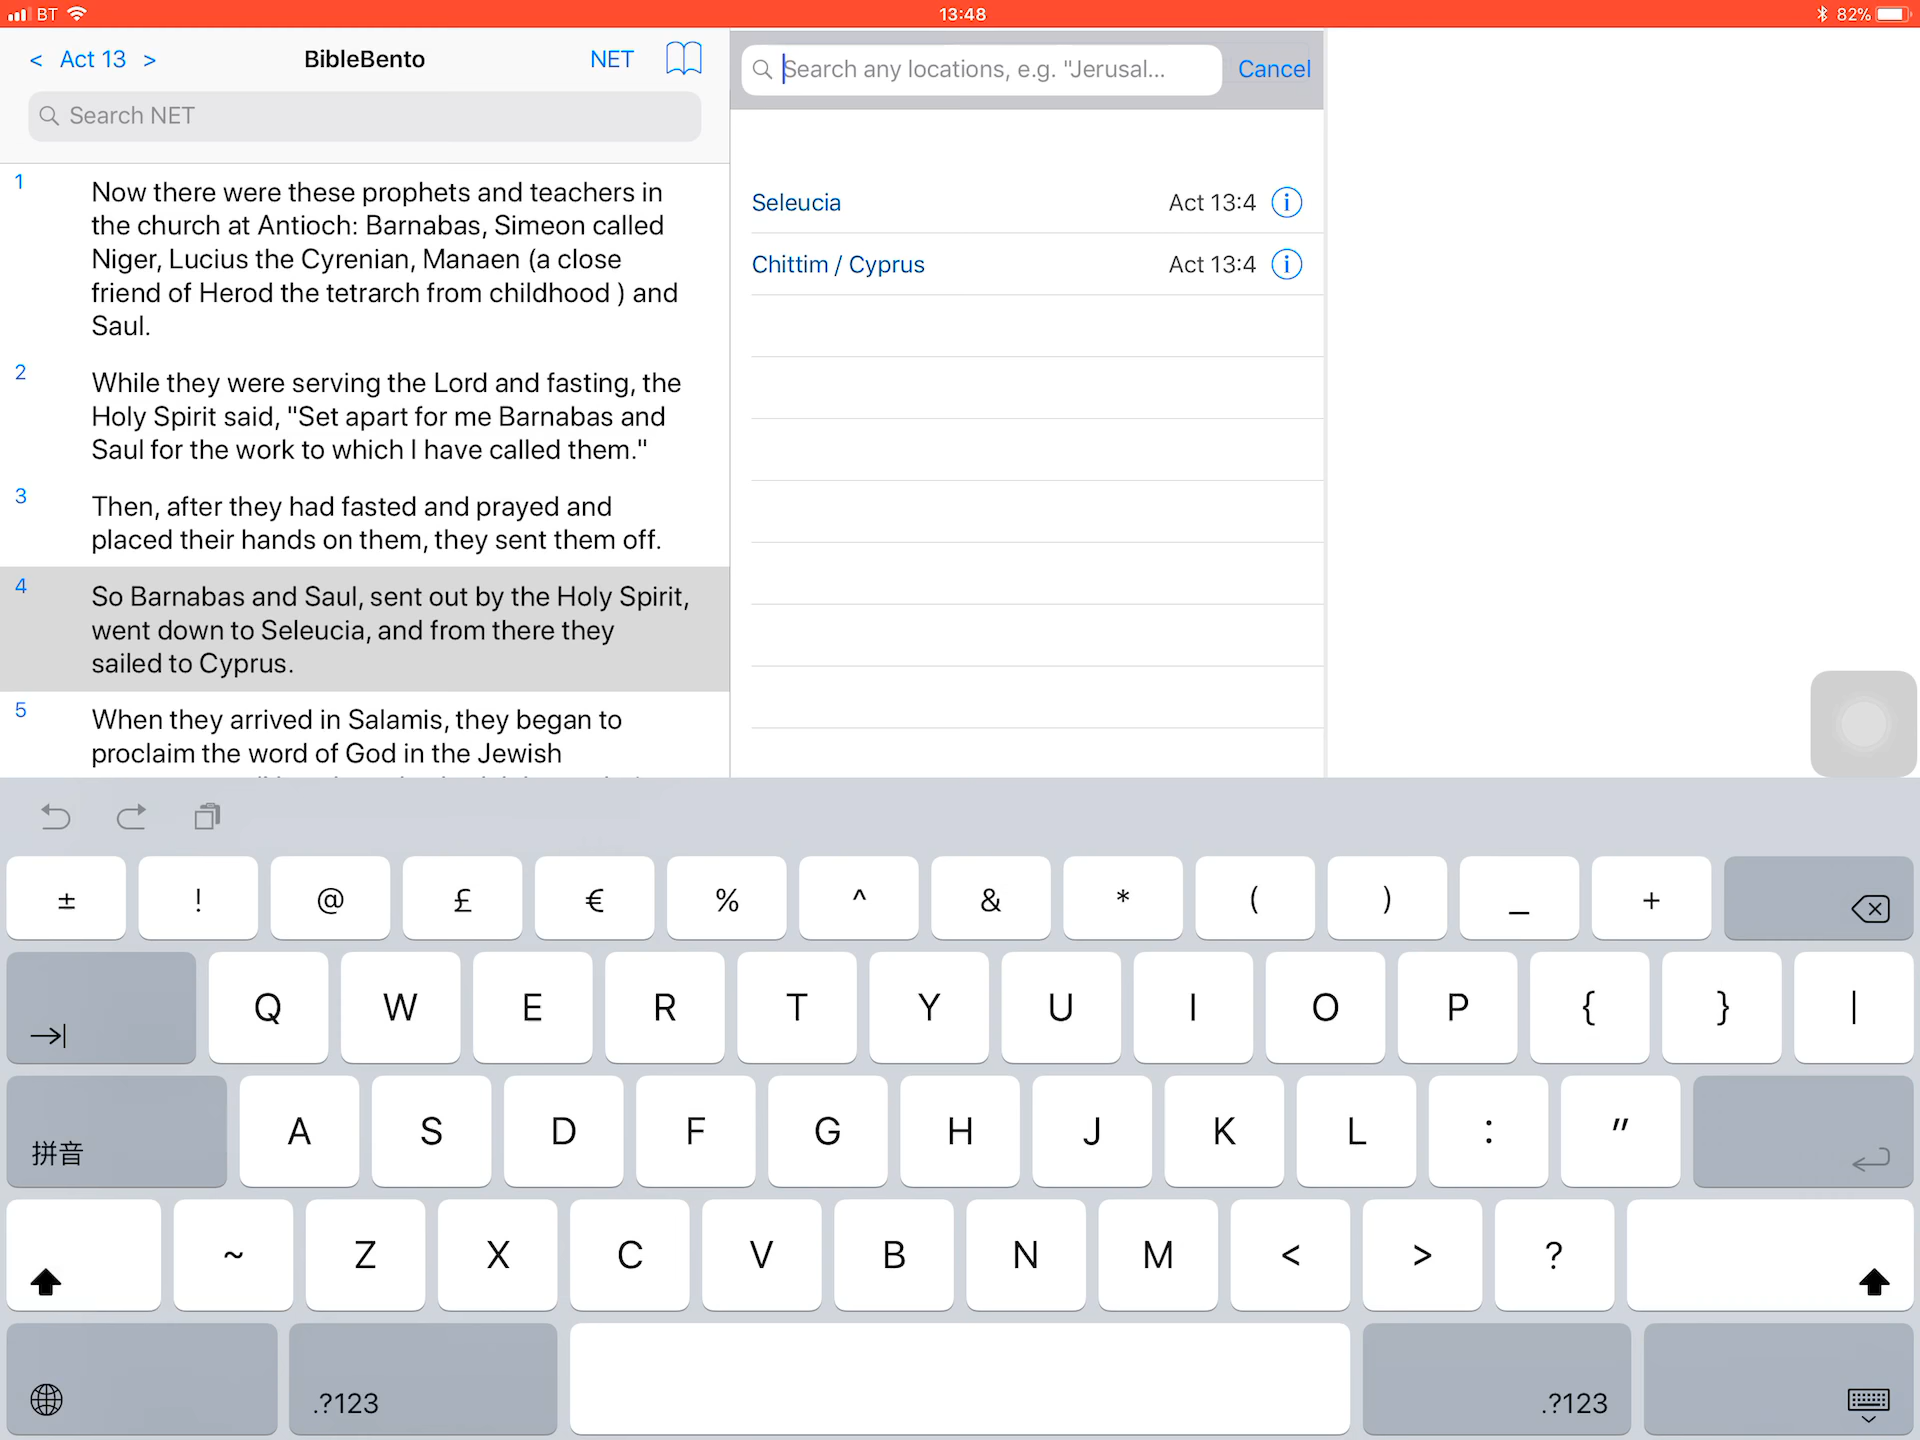 BT 13:48 82%
< Act 13 > BibleBento NET
Search NET
Search any locations, e.g. "Jerusal... Cancel
1 Now there were these prophets and teachers in
the church at Antioch: Barnabas, Simeon called
Niger, Lucius the Cyrenian, Manaen (a close
friend of Herod the tetrarch from childhood ) and
Saul.
2 While they were serving the Lord and fasting, the
Holy Spirit said, "Set apart for me Barnabas and
Saul for the work to which I have called them."
3 Then, after they had fasted and prayed and
placed their hands on them, they sent them off.
4 So Barnabas and Saul, sent out by the Holy Spirit,
went down to Seleucia, and from there they
sailed to Cyprus.
5 When they arrived in Salamis, they began to
proclaim the word of God in the Jewish
Seleucia Act 13:4
Chittim / Cyprus Act 13:4
± ! @ £ € % ^ & * ( ) _ +
Q W E R T Y U I O P { } |
拼音 A S D F G H J K L : "
~ Z X C V B N M < > ?
.?123 .?123